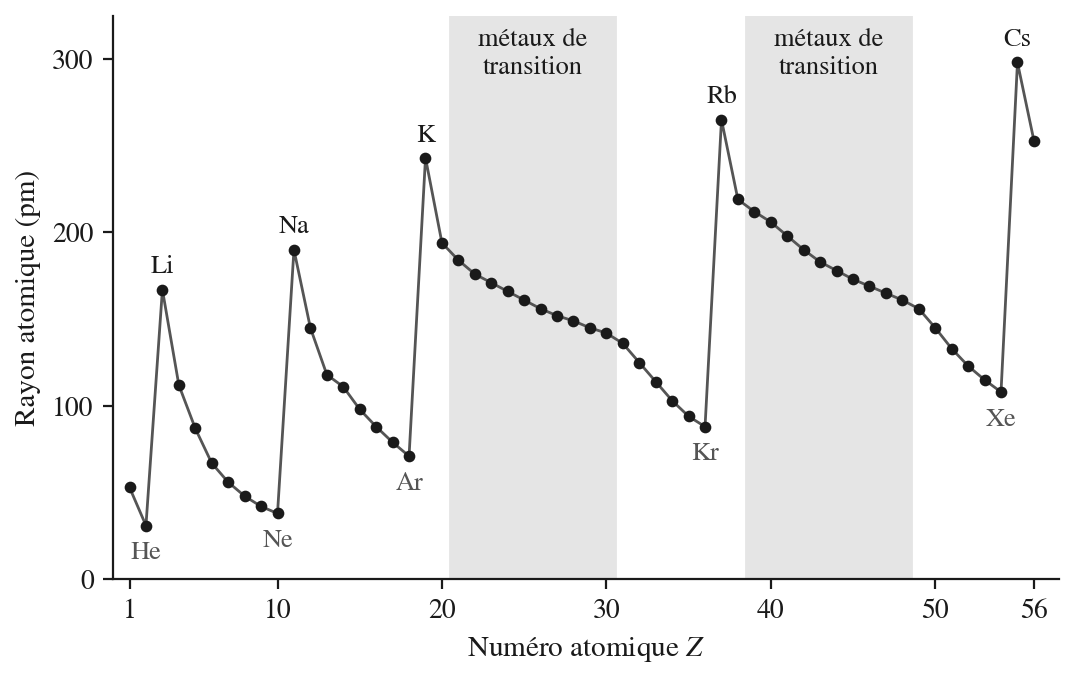 métaux de
transition
métaux de
transition
Cs
300
Rb
K
200
Na
Li
100
Xe
Kr
Ar
Ne
He
0
Rayon atomique (pm)
1
10
20
30
40
50
56
Numéro atomique Z